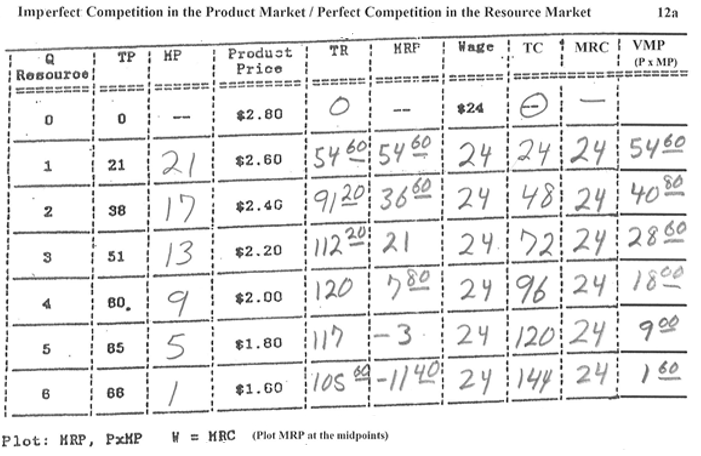 Imperfect Competition in the Product Market / Perfect Competition in the Resource Market 12a
Q Resource TP MP Product Price TR MRP Wage TC MRC VMP (P x MP)
0 0 -- $2.80 0 -- $24 0 —
1 21 21 $2.60 54 60 54 60 24 24 24 54 60
2 38 17 $2.40 91 20 36 60 24 48 24 40 80
3 51 13 $2.20 112 20 21 24 72 24 28 60
4 60. 9 $2.00 120 7 80 24 96 24 18 00
5 65 5 $1.80 117 -3 24 120 24 9 00
6 66 1 $1.60 105 60 -11 40 24 144 24 1 60
Plot: MRP, PxMP W = MRC (Plot MRP at the midpoints)